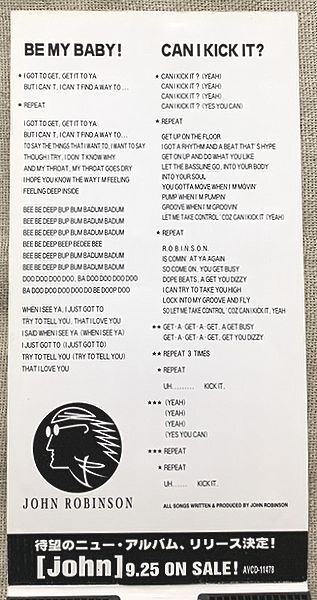 BE MY BABY!
★ I GOT TO GET, GET IT TO YA
BUT I CAN'T, I CAN'T FIND A WAY TO...
★ REPEAT
I GOT TO GET, GET IT TO YA.
BUT I CAN'T, I CAN'T FIND A WAY TO...
TO SAY THE THINGS THAT I WANT TO, I WANT TO SAY
THOUGH I TRY, I DON'T KNOW WHY
AND MY THROAT, MY THROAT GOES DRY
I HOPE YOU KNOW THE WAY I'M FEELING
FEELING DEEP INSIDE
BEE BE DEEP BUP BUM BADUM BADUM
BEE BE DEEP BUP BUM BADUM BADUM
BEE BE DEEP BUP BUM BADUM BADUM
BEE BE DEEP BEEP BEDEE BEE
BEE BE DEEP BUP BUM BADUM BADUM
BEE BE DEEP BUP BUM BADUM BADUM
DOO DOO DOO DOO, BA DOO DOO DOO DOO
BA DOO DOO DOO DOO DO BE DOOP DOO
WHEN I SEE YA, I JUST GOT TO
TRY TO TELL YOU, THAT I LOVE YOU
I SAID WHEN I SEE YA (WHEN I SEE YA)
I JUST GOT TO (I JUST GOT TO)
TRY TO TELL YOU (TRY TO TELL YOU)
THAT I LOVE YOU
JOHN ROBINSON
CAN I KICK IT?
★ CAN I KICK IT? (YEAH)
CAN I KICK IT? (YEAH)
CAN I KICK IT? (YEAH)
CAN I KICK IT? (YES YOU CAN)
★ REPEAT
GET UP ON THE FLOOR
I GOT A RHYTHM AND A BEAT THAT'S HYPE
GET ON UP AND DO WHAT YOU LIKE
LET THE BASSLINE GO, INTO YOUR BODY
INTO YOUR SOUL
YOU GOTTA MOVE WHEN I'M MOVIN'
PUMP WHEN I'M PUMPIN'
GROOVE WHEN I'M GROOVIN'
LET ME TAKE CONTROL 'COZ CAN I KICK IT (YEAH)
★ REPEAT
R.O.B.I.N.S.O.N.
IS COMIN' AT YA AGAIN
SO COME ON, YOU GET BUSY
DOPE BEATS, A GET YOU DIZZY
I CAN TRY TO TAKE YOU HIGH
LOCK INTO MY GROOVE AND FLY
SO LET ME TAKE CONTROL 'COZ CAN I KICK IT, YEAH
★★ GET・A・GET・A・GET, A GET BUSY
GET・A・GET・A・GET, GET YOU DIZZY
★★ REPEAT 3 TIMES
★ REPEAT
UH......... KICK IT.
★★★ (YEAH)
(YEAH)
(YEAH)
(YES YOU CAN)
★★★ REPEAT
★ REPEAT
UH...... KICK IT.
ALL SONGS WRITTEN & PRODUCED BY JOHN ROBINSON
待望のニュー・アルバム、リリース決定!
[John] 9.25 ON SALE! AVCD-11479